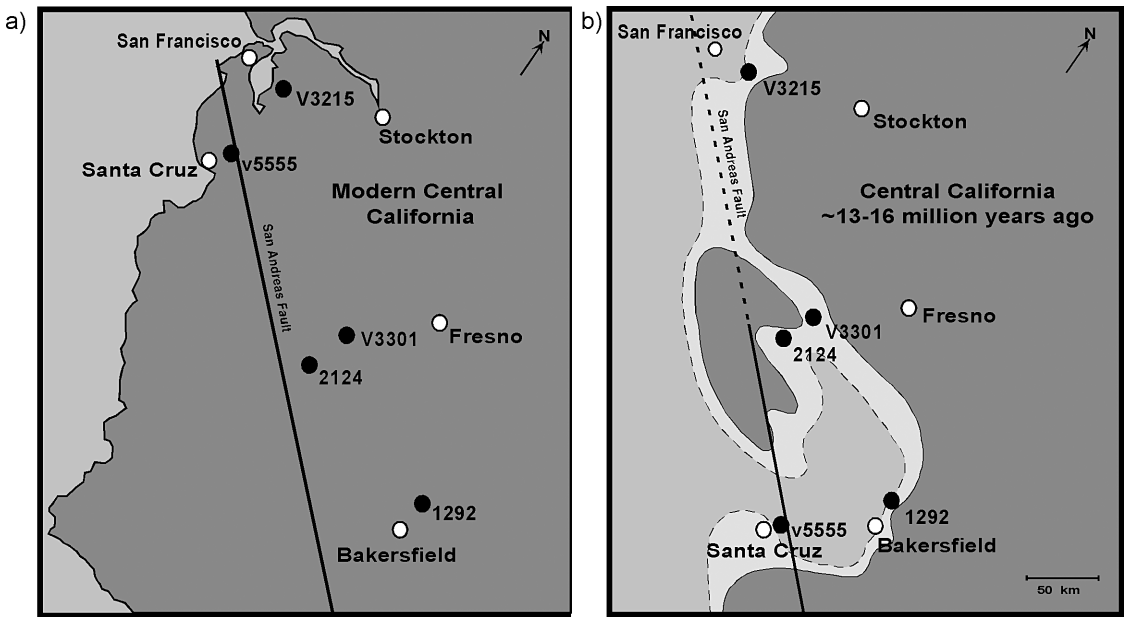 a)
San Francisco
N
V3215
Stockton
v5555
Santa Cruz
Modern Central
California
San Andreas Fault
Fresno
V3301
2124
1292
Bakersfield
b)
San Francisco
N
V3215
Stockton
San Andreas Fault
Central California
~13-16 million years ago
Fresno
V3301
2124
1292
v5555
Santa Cruz
Bakersfield
50 km